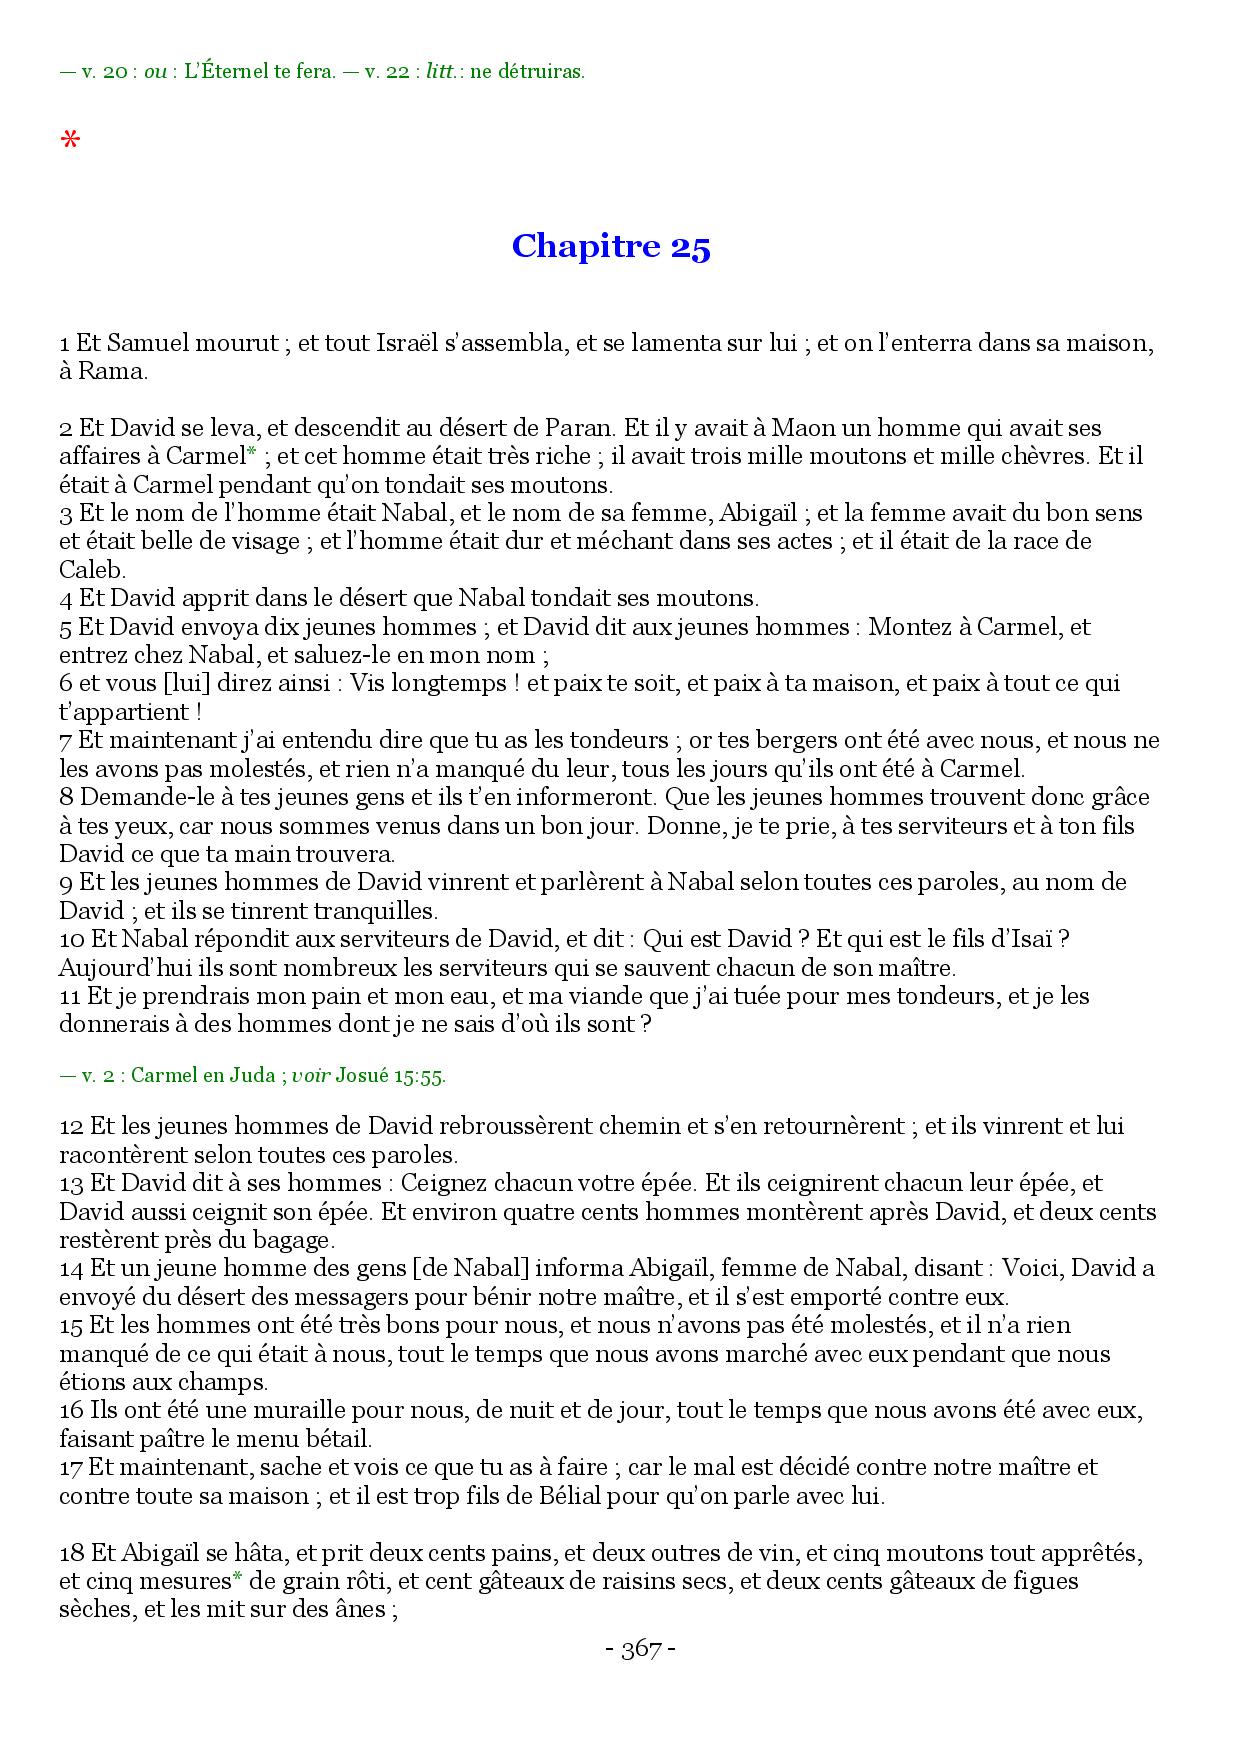 — v. 20 : ou : L’Éternel te fera. — v. 22 : litt.: ne détruiras.
*
Chapitre 25
1 Et Samuel mourut ; et tout Israël s’assembla, et se lamenta sur lui ; et on l’enterra dans sa maison,
à Rama.
2 Et David se leva, et descendit au désert de Paran. Et il y avait à Maon un homme qui avait ses
affaires à Carmel* ; et cet homme était très riche ; il avait trois mille moutons et mille chèvres. Et il
était à Carmel pendant qu’on tondait ses moutons.
3 Et le nom de l’homme était Nabal, et le nom de sa femme, Abigaïl ; et la femme avait du bon sens
et était belle de visage ; et l’homme était dur et méchant dans ses actes ; et il était de la race de
Caleb.
4 Et David apprit dans le désert que Nabal tondait ses moutons.
5 Et David envoya dix jeunes hommes ; et David dit aux jeunes hommes : Montez à Carmel, et
entrez chez Nabal, et saluez-le en mon nom ;
6 et vous [lui] direz ainsi : Vis longtemps ! et paix te soit, et paix à ta maison, et paix à tout ce qui
t’appartient !
7 Et maintenant j’ai entendu dire que tu as les tondeurs ; or tes bergers ont été avec nous, et nous ne
les avons pas molestés, et rien n’a manqué du leur, tous les jours qu’ils ont été à Carmel.
8 Demande-le à tes jeunes gens et ils t’en informeront. Que les jeunes hommes trouvent donc grâce
à tes yeux, car nous sommes venus dans un bon jour. Donne, je te prie, à tes serviteurs et à ton fils
David ce que ta main trouvera.
9 Et les jeunes hommes de David vinrent et parlèrent à Nabal selon toutes ces paroles, au nom de
David ; et ils se tinrent tranquilles.
10 Et Nabal répondit aux serviteurs de David, et dit : Qui est David ? Et qui est le fils d’Isaï ?
Aujourd’hui ils sont nombreux les serviteurs qui se sauvent chacun de son maître.
11 Et je prendrais mon pain et mon eau, et ma viande que j’ai tuée pour mes tondeurs, et je les
donnerais à des hommes dont je ne sais d’où ils sont ?
— v. 2 : Carmel en Juda ; voir Josué 15:55.
12 Et les jeunes hommes de David rebroussèrent chemin et s’en retournèrent ; et ils vinrent et lui
racontèrent selon toutes ces paroles.
13 Et David dit à ses hommes : Ceignez chacun votre épée. Et ils ceignirent chacun leur épée, et
David aussi ceignit son épée. Et environ quatre cents hommes montèrent après David, et deux cents
restèrent près du bagage.
14 Et un jeune homme des gens [de Nabal] informa Abigaïl, femme de Nabal, disant : Voici, David a
envoyé du désert des messagers pour bénir notre maître, et il s’est emporté contre eux.
15 Et les hommes ont été très bons pour nous, et nous n’avons pas été molestés, et il n’a rien
manqué de ce qui était à nous, tout le temps que nous avons marché avec eux pendant que nous
étions aux champs.
16 Ils ont été une muraille pour nous, de nuit et de jour, tout le temps que nous avons été avec eux,
faisant paître le menu bétail.
17 Et maintenant, sache et vois ce que tu as à faire ; car le mal est décidé contre notre maître et
contre toute sa maison ; et il est trop fils de Bélial pour qu’on parle avec lui.
18 Et Abigaïl se hâta, et prit deux cents pains, et deux outres de vin, et cinq moutons tout apprêtés,
et cinq mesures* de grain rôti, et cent gâteaux de raisins secs, et deux cents gâteaux de figues
sèches, et les mit sur des ânes ;
- 367 -